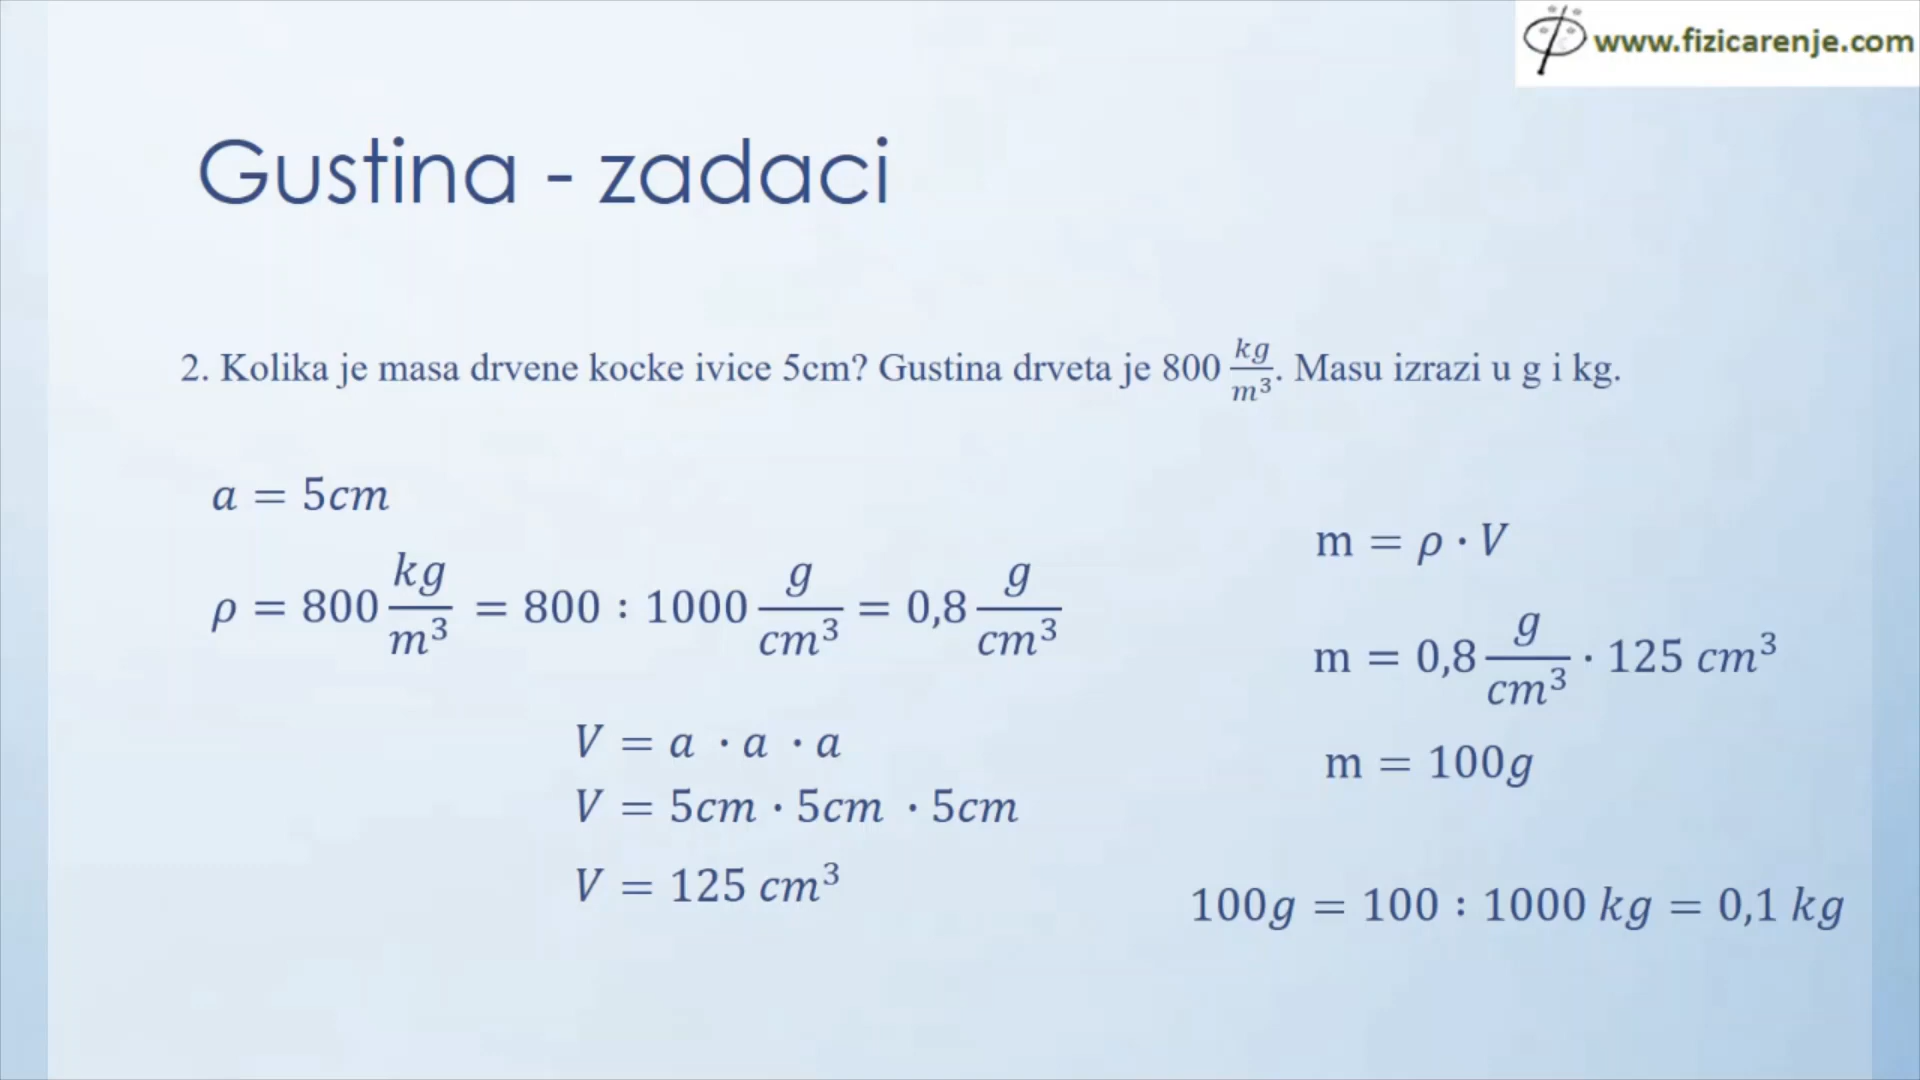 www.fizicarenje.com
Gustina - zadaci
2. Kolika je masa drvene kocke ivice 5cm? Gustina drveta je 800 kg/m³. Masu izrazi u g i kg.
a = 5cm
ρ = 800 kg/m³ = 800 : 1000 g/cm³ = 0,8 g/cm³
V = a · a · a
V = 5cm · 5cm · 5cm
V = 125 cm³
m = ρ · V
m = 0,8 g/cm³ · 125 cm³
m = 100g
100g = 100 : 1000 kg = 0,1 kg